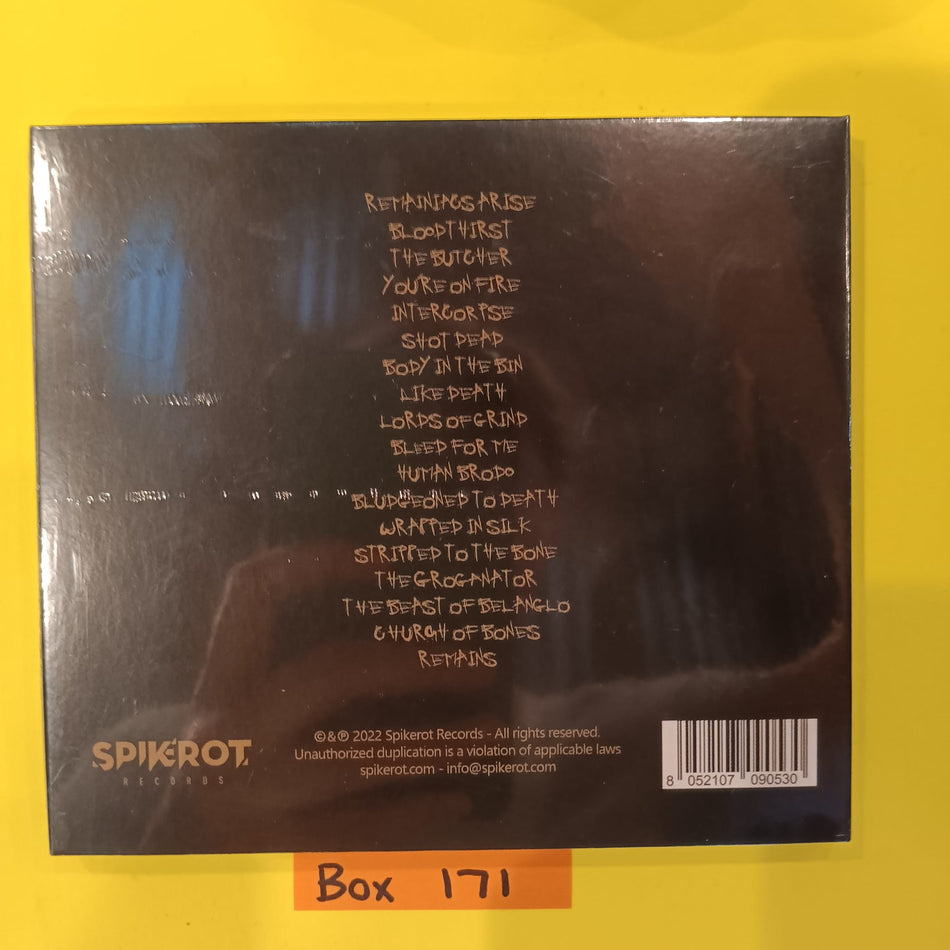 REMAINIACS ARISE
BLOODTHIRST
THE BUTCHER
YOU'RE ON FIRE
INTERCORPSE
SHOT DEAD
BODY IN THE BIN
LIKE DEATH
LORDS OF GRIND
BLEED FOR ME
HUMAN BRODO
BLUDGEONED TO DEATH
WRAPPED IN SILK
STRIPPED TO THE BONE
THE GROGANATOR
THE BEAST OF BELANGLO
CHURCH OF BONES
REMAINS
SPIKEROT
RECORDS
©&℗ 2022 Spikerot Records - All rights reserved.
Unauthorized duplication is a violation of applicable laws
spikerot.com - info@spikerot.com
8 052107 090530
Box 171